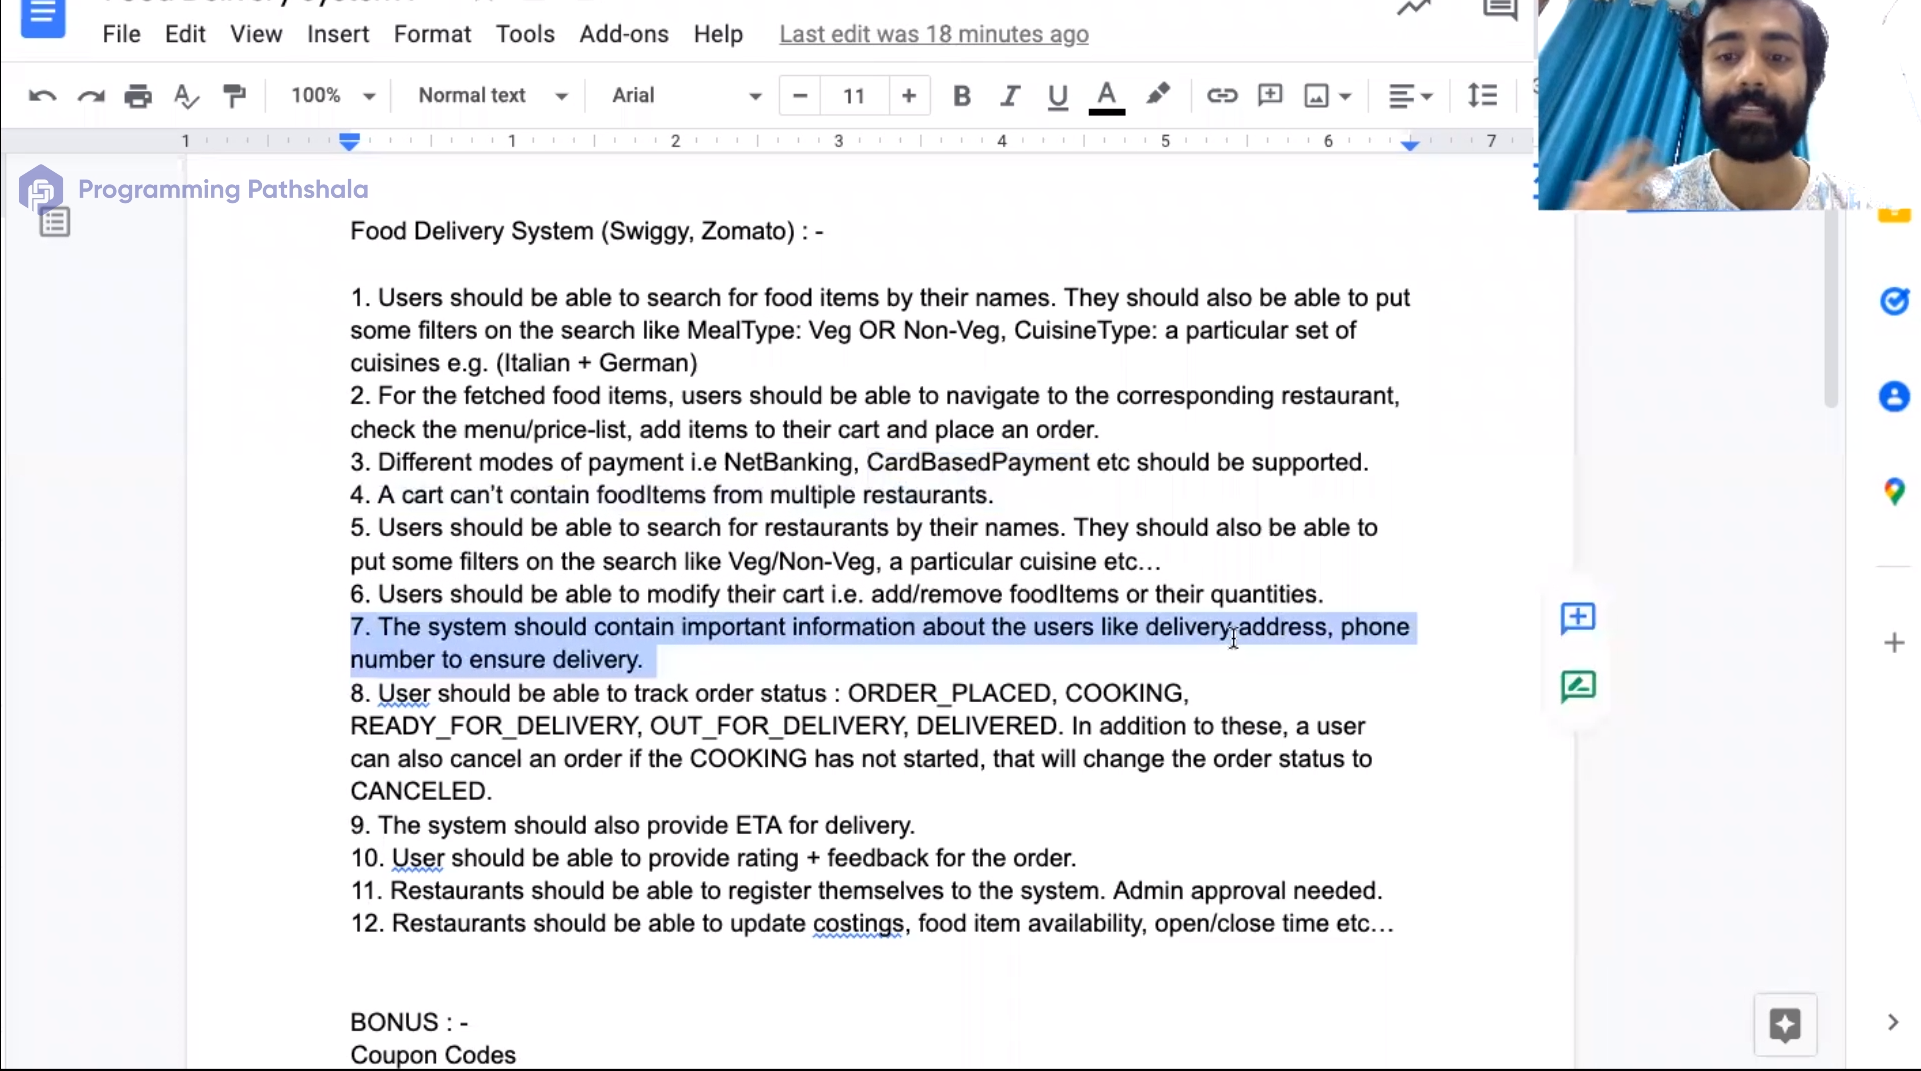 File Edit View Insert Format Tools Add-ons Help Last edit was 18 minutes ago
100% Normal text Arial 11 B I U A
1 1 2 3 4 5 6 7
Programming Pathshala
Food Delivery System (Swiggy, Zomato) : -
1. Users should be able to search for food items by their names. They should also be able to put
some filters on the search like MealType: Veg OR Non-Veg, CuisineType: a particular set of
cuisines e.g. (Italian + German)
2. For the fetched food items, users should be able to navigate to the corresponding restaurant,
check the menu/price-list, add items to their cart and place an order.
3. Different modes of payment i.e NetBanking, CardBasedPayment etc should be supported.
4. A cart can’t contain foodItems from multiple restaurants.
5. Users should be able to search for restaurants by their names. They should also be able to
put some filters on the search like Veg/Non-Veg, a particular cuisine etc…
6. Users should be able to modify their cart i.e. add/remove foodItems or their quantities.
7. The system should contain important information about the users like delivery address, phone
number to ensure delivery.
8. User should be able to track order status : ORDER_PLACED, COOKING,
READY_FOR_DELIVERY, OUT_FOR_DELIVERY, DELIVERED. In addition to these, a user
can also cancel an order if the COOKING has not started, that will change the order status to
CANCELED.
9. The system should also provide ETA for delivery.
10. User should be able to provide rating + feedback for the order.
11. Restaurants should be able to register themselves to the system. Admin approval needed.
12. Restaurants should be able to update costings, food item availability, open/close time etc…
BONUS : -
Coupon Codes